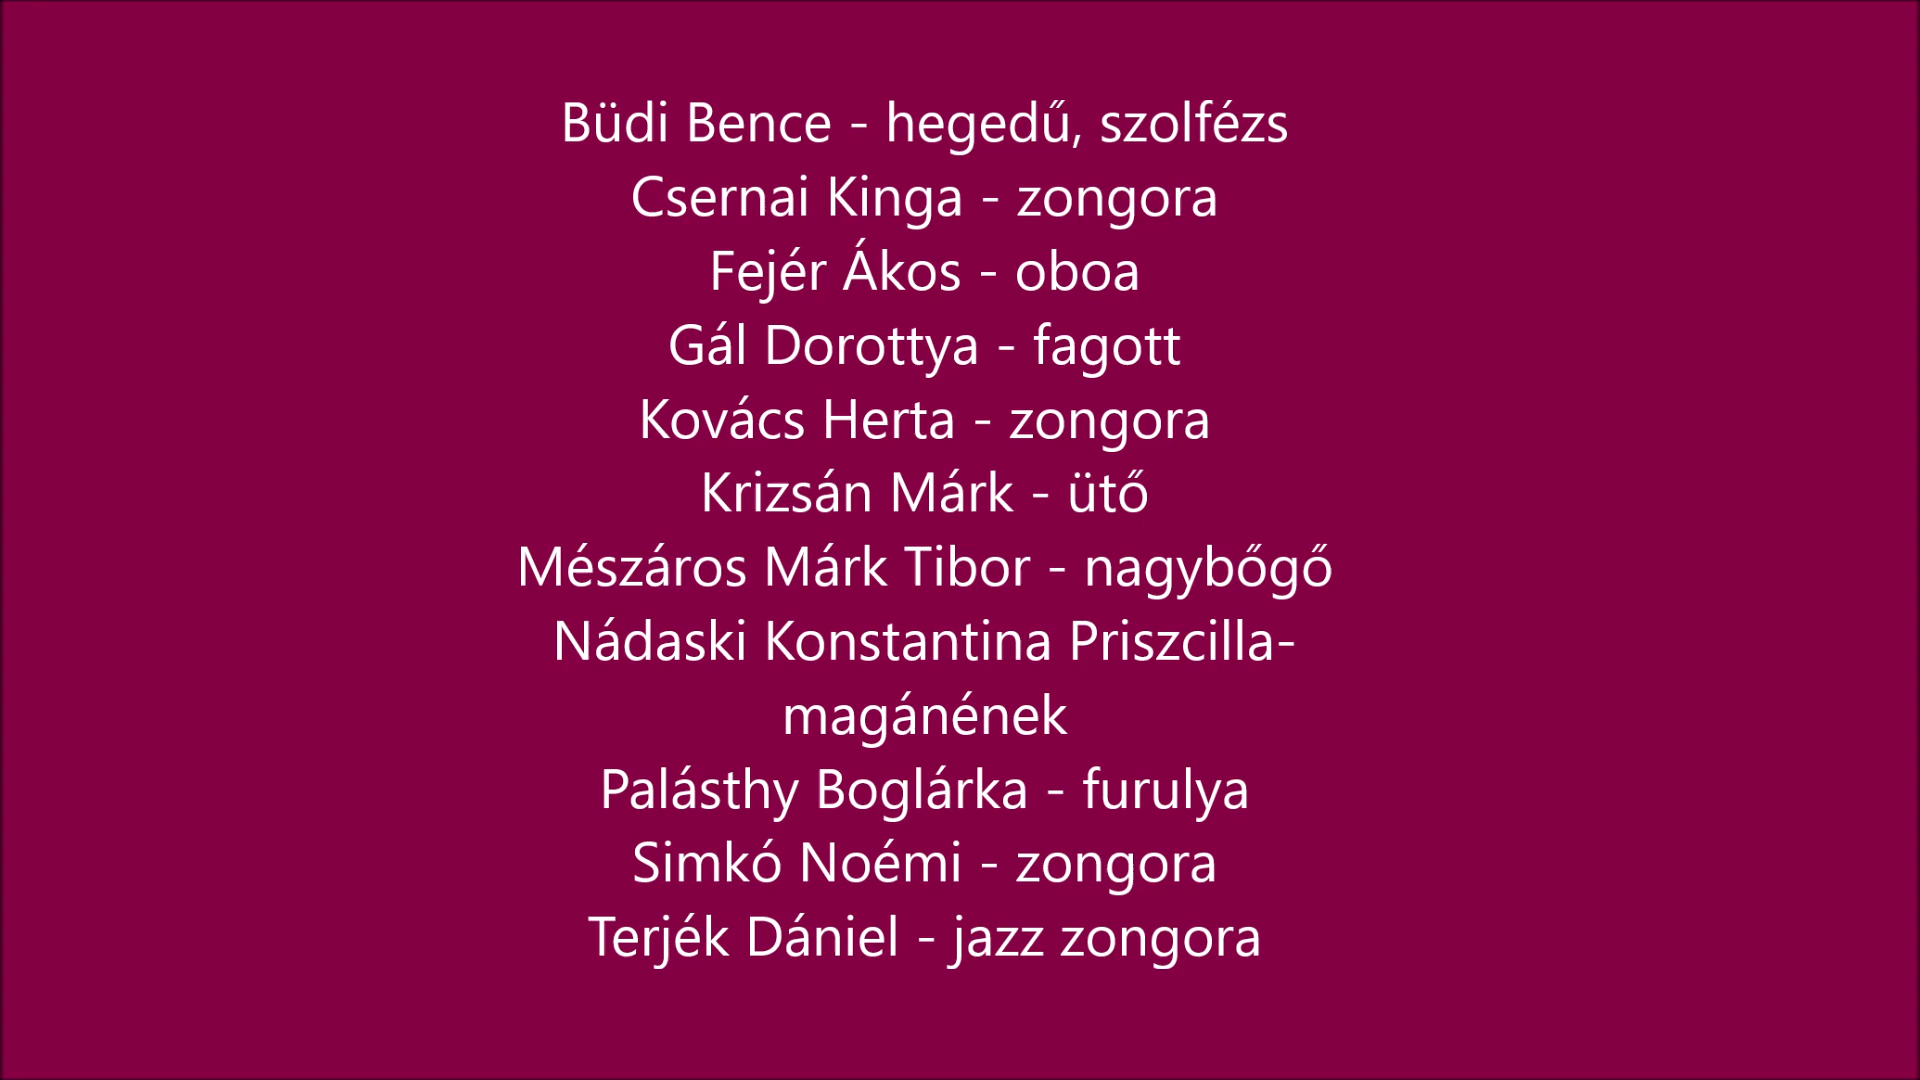 Büdi Bence - hegedű, szolfézs
Csernai Kinga - zongora
Fejér Ákos - oboa
Gál Dorottya - fagott
Kovács Herta - zongora
Krizsán Márk - ütő
Mészáros Márk Tibor - nagybőgő
Nádaski Konstantina Priszcilla-
magánének
Palásthy Boglárka - furulya
Simkó Noémi - zongora
Terjék Dániel - jazz zongora